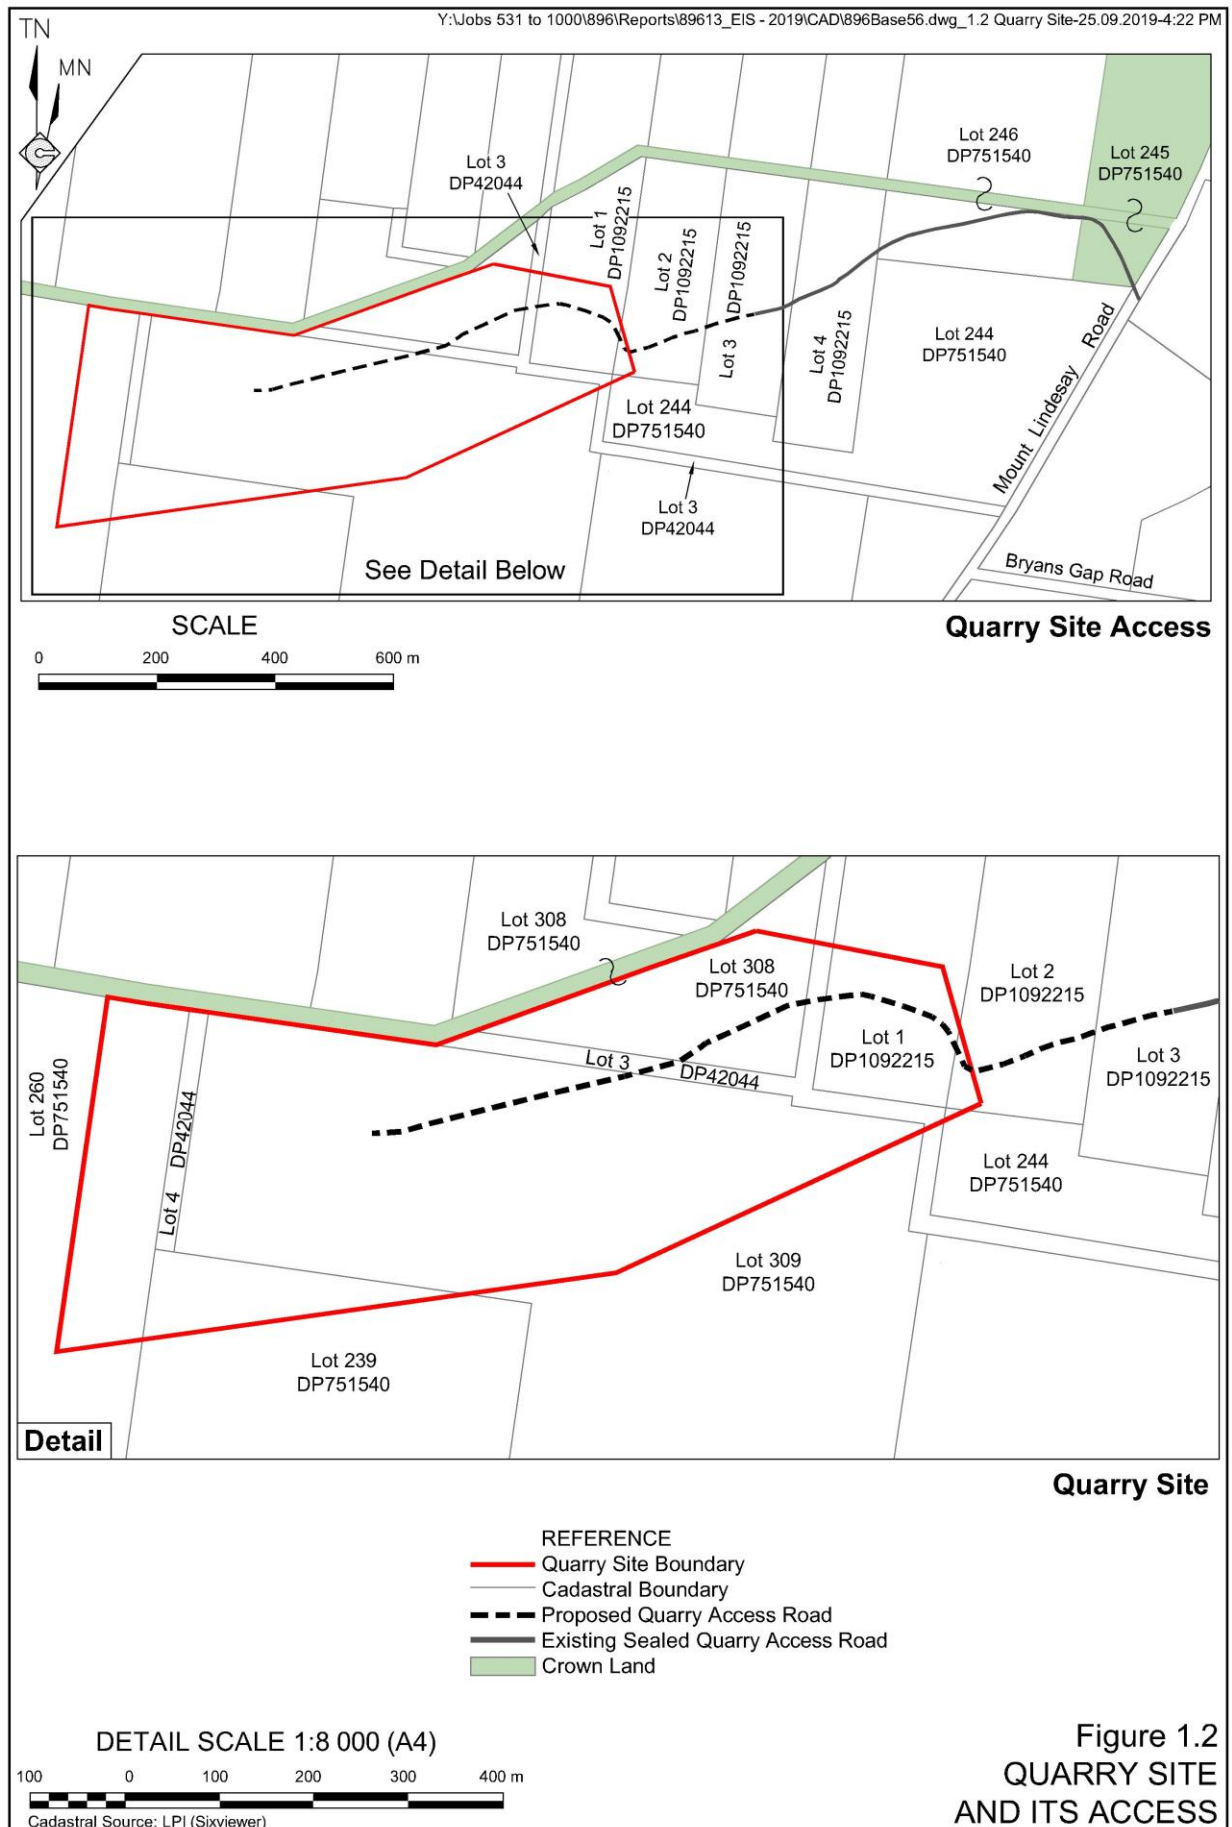 Y:\Jobs 531 to 1000\896\Reports\89613_EIS - 2019\CAD\896Base56.dwg_1.2 Quarry Site-25.09.2019-4:22 PM
TN
MN
Lot 3
DP42044
Lot 246
DP751540
Lot 245
DP751540
Lot 1
DP1092215
Lot 2
DP1092215
Lot 3
DP1092215
Lot 4
DP1092215
Lot 244
DP751540
Lot 244
DP751540
Mount Lindesay Road
Lot 3
DP42044
Bryans Gap Road
See Detail Below
SCALE
0 200 400 600 m
Quarry Site Access
Lot 308
DP751540
Lot 308
DP751540
Lot 2
DP1092215
Lot 1
DP1092215
Lot 3
DP1092215
Lot 3 DP42044
Lot 260
DP751540
Lot 4 DP42044
Lot 244
DP751540
Lot 309
DP751540
Lot 239
DP751540
Detail
Quarry Site
REFERENCE
Quarry Site Boundary
Cadastral Boundary
Proposed Quarry Access Road
Existing Sealed Quarry Access Road
Crown Land
DETAIL SCALE 1:8 000 (A4)
100 0 100 200 300 400 m
Cadastral Source: LPI (Sixviewer)
Figure 1.2
QUARRY SITE
AND ITS ACCESS